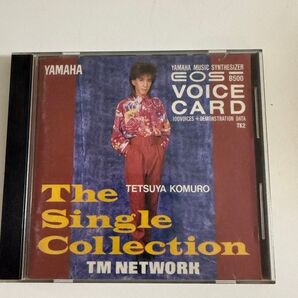 YAMAHA
YAMAHA MUSIC SYNTHESIZER
EOS B500
VOICE
CARD
100VOICES + DEMONSTRATION DATA
TK2
TETSUYA KOMURO
The
Single
Collection
TM NETWORK